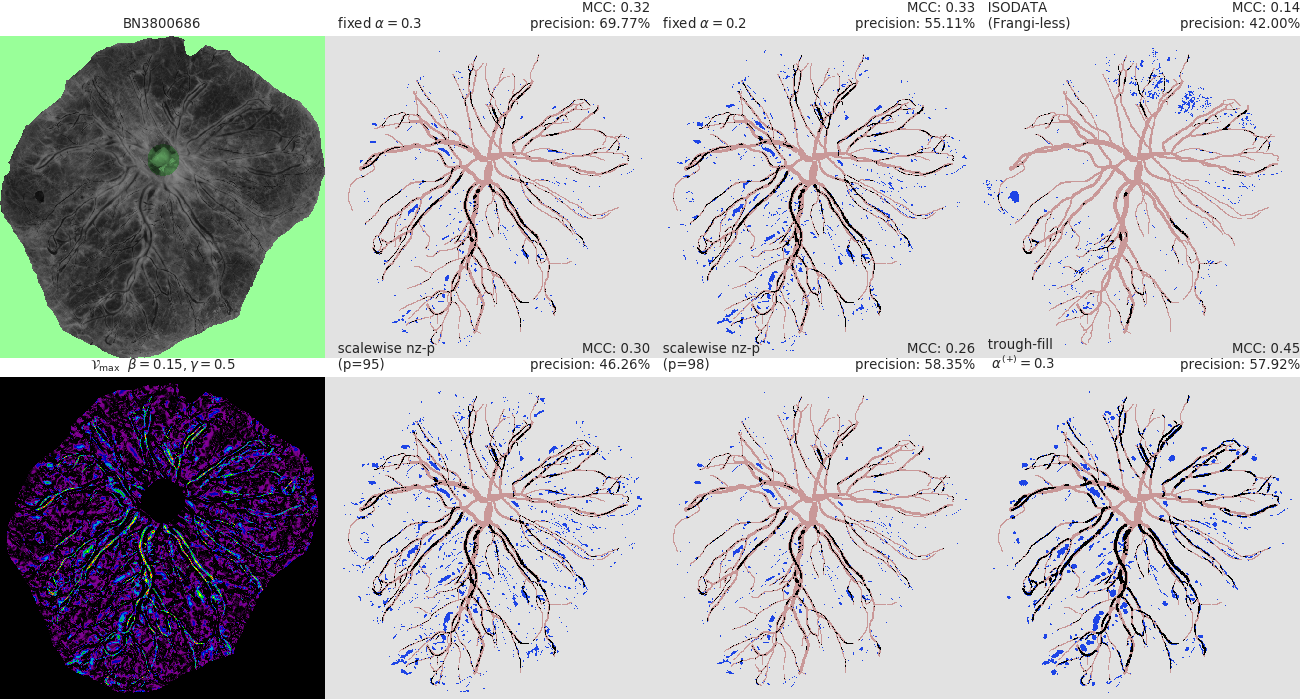 BN3800686
fixed α = 0.3
MCC: 0.32
precision: 69.77%
fixed α = 0.2
MCC: 0.33
precision: 55.11%
ISODATA
(Frangi-less)
MCC: 0.14
precision: 42.00%
𝒱max β = 0.15, γ = 0.5
scalewise nz-p
(p=95)
MCC: 0.30
precision: 46.26%
scalewise nz-p
(p=98)
MCC: 0.26
precision: 58.35%
trough-fill
α(+) = 0.3
MCC: 0.45
precision: 57.92%